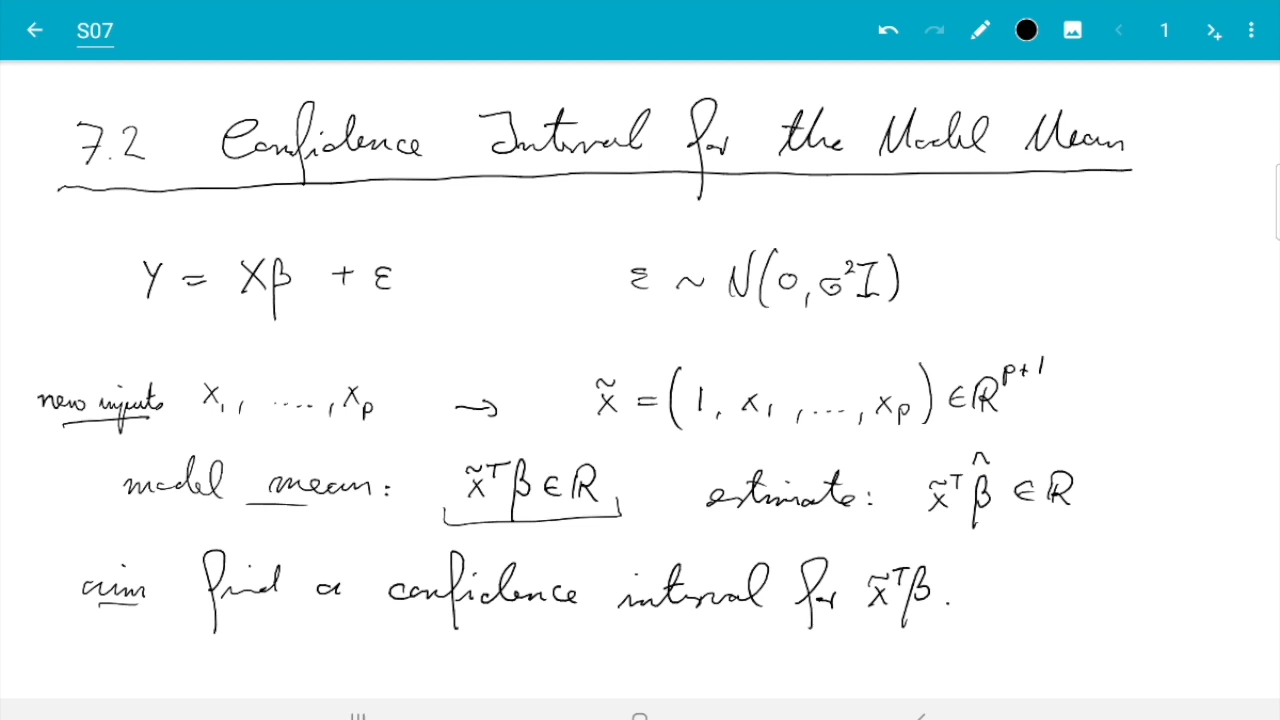 S07
1
7.2 Confidence Interval for the Model Mean
Y = Xβ + ε ε ~ N(0, σ²I)
new inputs x₁, ...., xₚ → x̃ = (1, x₁, ..., xₚ) ∈ ℝᵖ⁺¹
model mean: x̃ᵀβ ∈ ℝ estimate: x̃ᵀβ̂ ∈ ℝ
aim find a confidence interval for x̃ᵀβ.